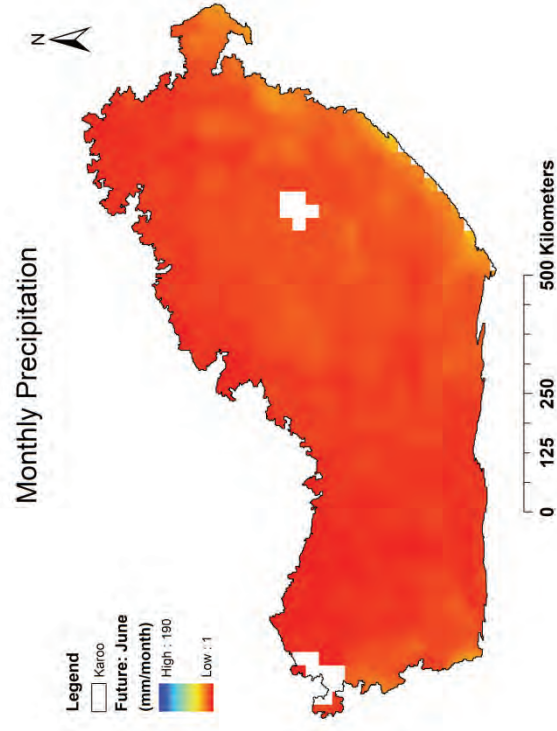 Monthly Precipitation
N
Legend
Karoo
Future: June
(mm/month)
High : 190
Low : 1
0 125 250 500 Kilometers